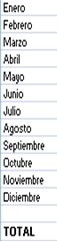 Enero
Febrero
Marzo
Abril
Mayo
Junio
Julio
Agosto
Septiembre
Octubre
Noviembre
Diciembre
TOTAL